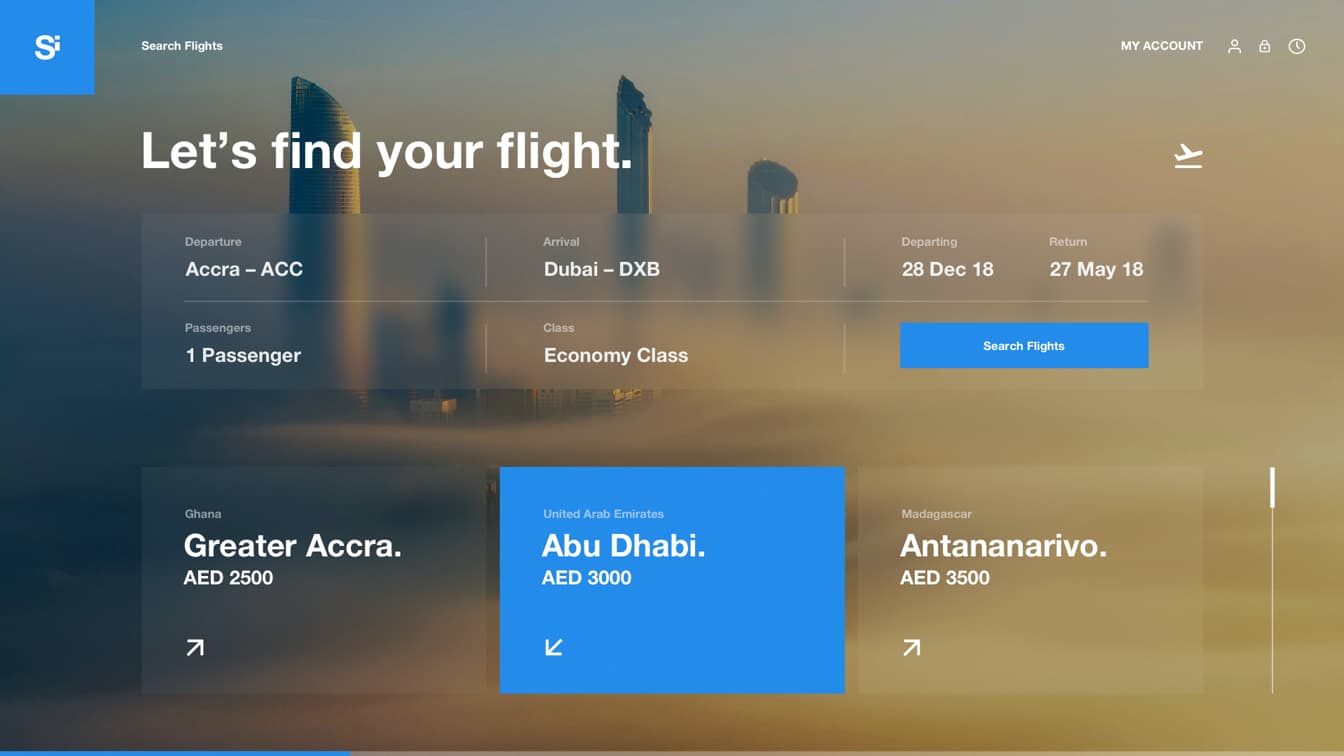 Si
Search Flights
MY ACCOUNT
Let’s find your flight.
Departure
Accra – ACC
Arrival
Dubai – DXB
Departing
28 Dec 18
Return
27 May 18
Passengers
1 Passenger
Class
Economy Class
Search Flights
Ghana
Greater Accra.
AED 2500
United Arab Emirates
Abu Dhabi.
AED 3000
Madagascar
Antananarivo.
AED 3500